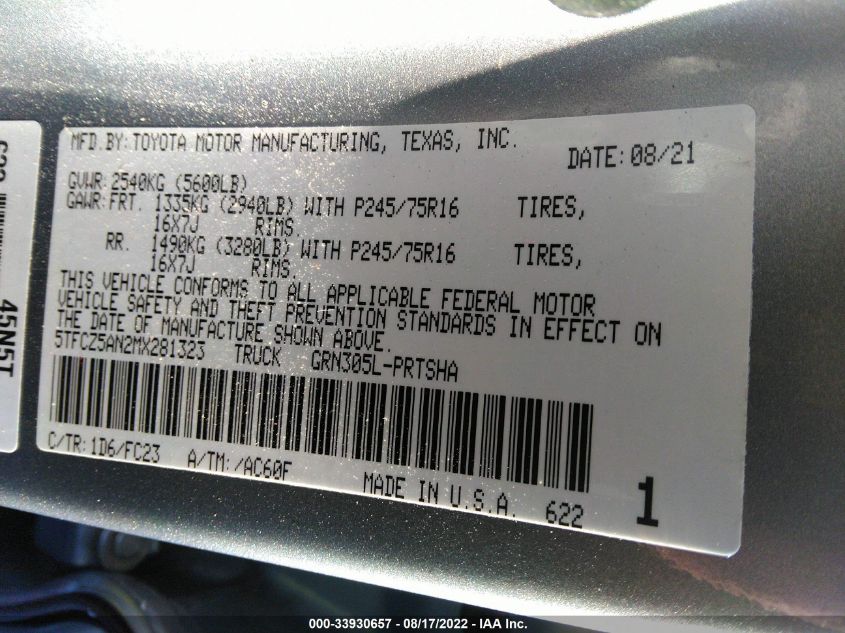 MFD.BY:TOYOTA MOTOR MANUFACTURING, TEXAS, INC.
DATE:08/21
GVWR:2540KG (5600LB)
GAWR:FRT. 1335KG (2940LB) WITH P245/75R16 TIRES,
16X7J RIMS.
RR. 1490KG (3280LB) WITH P245/75R16 TIRES,
16X7J RIMS.
THIS VEHICLE CONFORMS TO ALL APPLICABLE FEDERAL MOTOR
VEHICLE SAFETY AND THEFT PREVENTION STANDARDS IN EFFECT ON
THE DATE OF MANUFACTURE SHOWN ABOVE.
5TFCZ5AN2MX281323 TRUCK GRN305L-PRTSHA
C/TR:1D6/FC23 A/TM:/AC60F
MADE IN U.S.A. 622 1
45N5T
000-33930657 - 08/17/2022 - IAA Inc.